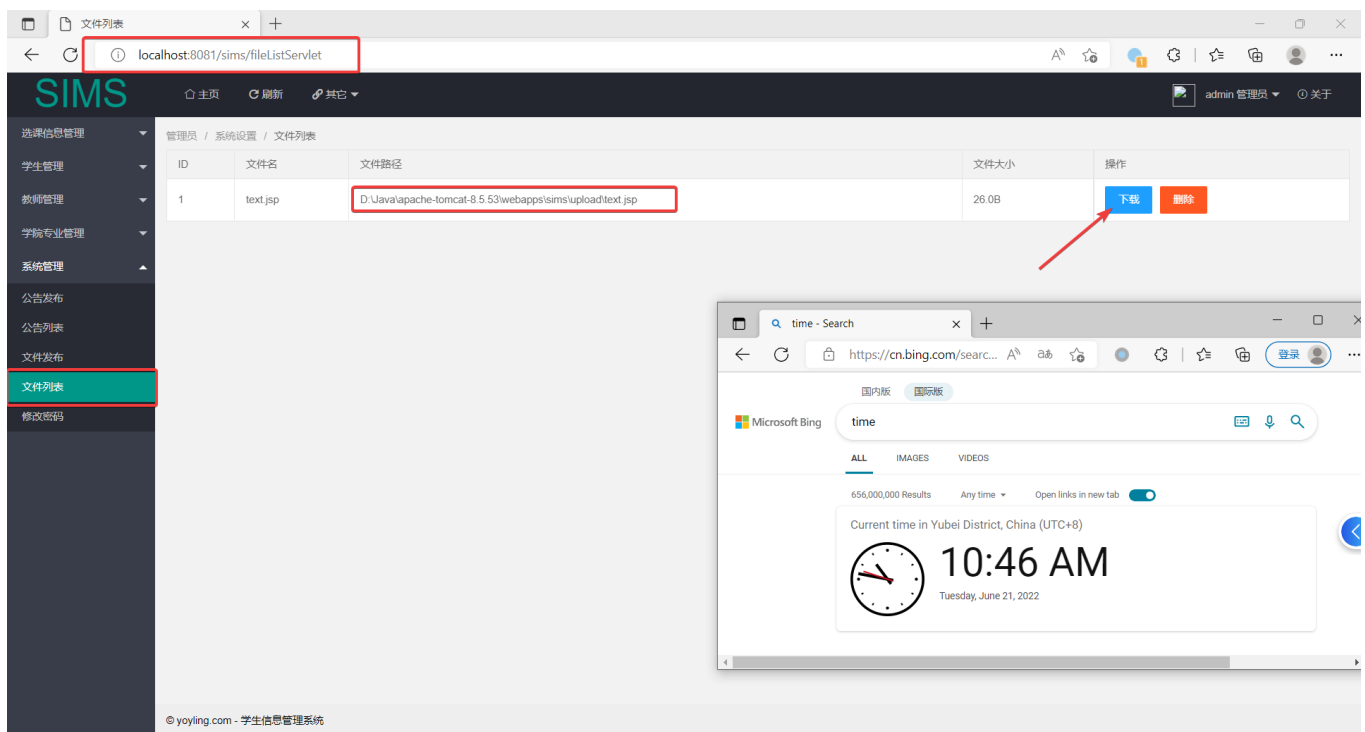 文件列表
localhost:8081/sims/fileListServlet
1
SIMS 主页 刷新 其它 admin 管理员 关于
选课信息管理
学生管理
教师管理
学院专业管理
系统管理
公告发布
公告列表
文件发布
文件列表
修改密码
管理员 / 系统设置 / 文件列表
ID 文件名 文件路径 文件大小 操作
1 text.jsp D:\Java\apache-tomcat-8.5.53\webapps\sims\upload\text.jsp 26.0B 下载 删除
time - Search
https://cn.bing.com/searc... 登录
国内版 国际版
Microsoft Bing time
ALL IMAGES VIDEOS
656,000,000 Results Any time Open links in new tab
Current time in Yubei District, China (UTC+8)
10:46 AM
Tuesday, June 21, 2022
© yoyling.com - 学生信息管理系统